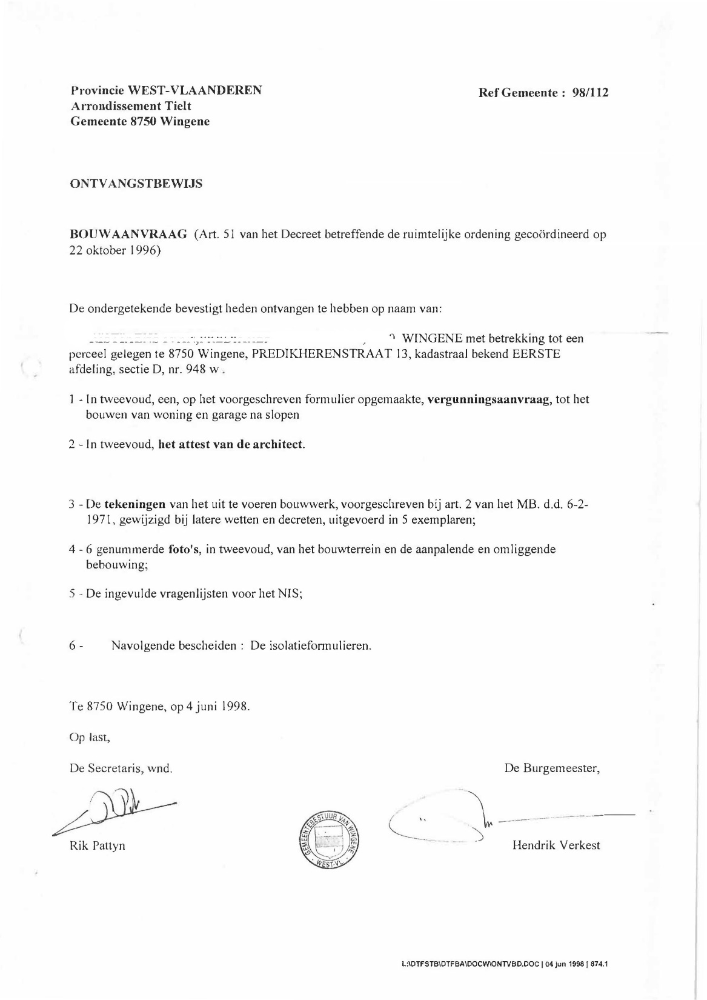 Provincie WEST-VLAANDEREN
Arrondissement Tielt
Gemeente 8750 Wingene
Ref Gemeente : 98/112
ONTVANGSTBEWIJS
BOUWAANVRAAG (Art. 51 van het Decreet betreffende de ruimtelijke ordening gecoördineerd op
22 oktober 1996)
De ondergetekende bevestigt heden ontvangen te hebben op naam van:
WINGENE met betrekking tot een
perceel gelegen te 8750 Wingene, PREDIKHERENSTRAAT 13, kadastraal bekend EERSTE
afdeling, sectie D, nr. 948 w .
1 - In tweevoud, een, op het voorgeschreven formulier opgemaakte, vergunningsaanvraag, tot het
bouwen van woning en garage na slopen
2 - In tweevoud, het attest van de architect.
3 - De tekeningen van het uit te voeren bouwwerk, voorgeschreven bij art. 2 van het MB. d.d. 6-2-
1971, gewijzigd bij latere wetten en decreten, uitgevoerd in 5 exemplaren;
4 - 6 genummerde foto's, in tweevoud, van het bouwterrein en de aanpalende en omliggende
bebouwing;
5 - De ingevulde vragenlijsten voor het NIS;
6 - Navolgende bescheiden : De isolatieformulieren.
Te 8750 Wingene, op 4 juni 1998.
Op last,
De Secretaris, wnd.
De Burgemeester,
GEMEENTEBESTUUR VAN WINGENE
WEST-VL.
Rik Pattyn
Hendrik Verkest
L:\DTFSTB\DTFBA\DOCW\ONTVBD.DOC | 04 jun 1998 | 874.1